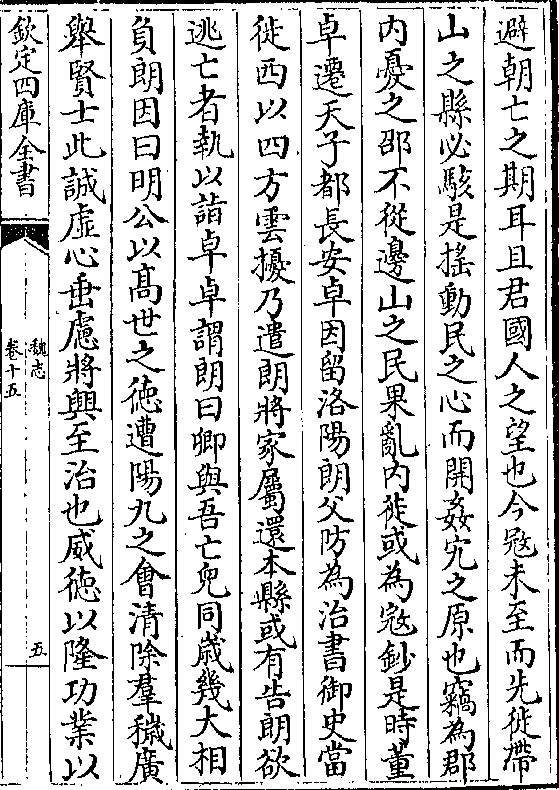 避朝亡之期耳且君國人之望也今寇未至而先徙帶
山之縣必駭是搖動民之心而開姦宄之原也竊為郡
内憂之邵不從邊山之民果亂内徙或為寇鈔是時董
卓遷天子都長安卓因留洛陽朗父防為治書御史當
徙西以四方雲擾乃遣朗將家屬還本縣或有告朗欲
逃亡者執以詣卓卓謂朗曰卿與吾亡兒同歲幾大相
負朗因曰明公以髙世之徳遭陽九之會清除羣穢廣
舉賢士此誠虚心垂慮將興至治也威徳以隆功業以
欽定四庫全書
魏志
卷十五
五